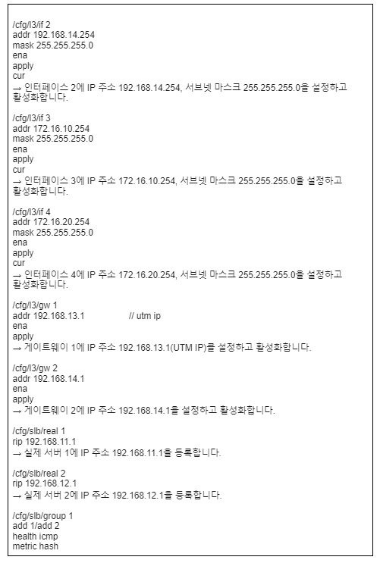 /cfg/l3/if 2
addr 192.168.14.254
mask 255.255.255.0
ena
apply
cur
→ 인터페이스 2에 IP 주소 192.168.14.254, 서브넷 마스크 255.255.255.0을 설정하고
활성화합니다.
/cfg/l3/if 3
addr 172.16.10.254
mask 255.255.255.0
ena
apply
cur
→ 인터페이스 3에 IP 주소 172.16.10.254, 서브넷 마스크 255.255.255.0을 설정하고
활성화합니다.
/cfg/l3/if 4
addr 172.16.20.254
mask 255.255.255.0
ena
apply
cur
→ 인터페이스 4에 IP 주소 172.16.20.254, 서브넷 마스크 255.255.255.0을 설정하고
활성화합니다.
/cfg/l3/gw 1
addr 192.168.13.1 // utm ip
ena
apply
→ 게이트웨이 1에 IP 주소 192.168.13.1(UTM IP)을 설정하고 활성화합니다.
/cfg/l3/gw 2
addr 192.168.14.1
ena
apply
→ 게이트웨이 2에 IP 주소 192.168.14.1을 설정하고 활성화합니다.
/cfg/slb/real 1
rip 192.168.11.1
→ 실제 서버 1에 IP 주소 192.168.11.1을 등록합니다.
/cfg/slb/real 2
rip 192.168.12.1
→ 실제 서버 2에 IP 주소 192.168.12.1을 등록합니다.
/cfg/slb/group 1
add 1/add 2
health icmp
metric hash